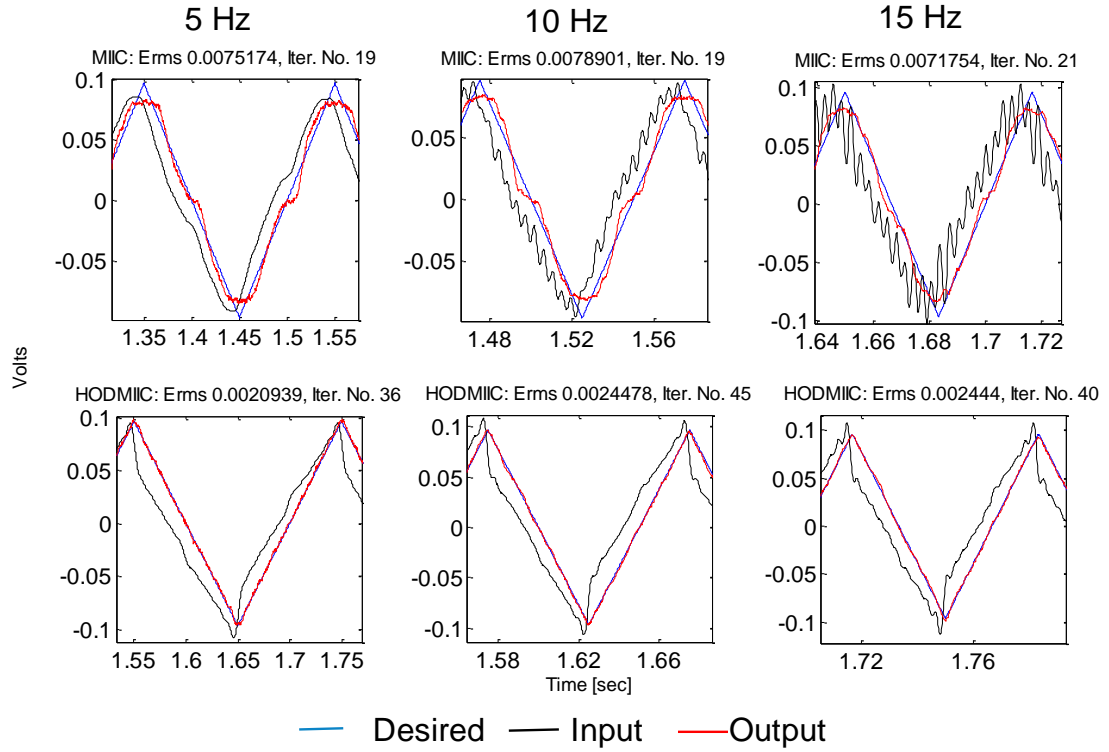 5 Hz
10 Hz
15 Hz
MIIC: Erms 0.0075174, Iter. No. 19
MIIC: Erms 0.0078901, Iter. No. 19
MIIC: Erms 0.0071754, Iter. No. 21
0.1
0.05
0
-0.05
1.35 1.4 1.45 1.5 1.55
0.05
0
-0.05
1.48 1.52 1.56
0.1
0.05
0
-0.05
-0.1
1.64 1.66 1.68 1.7 1.72
Volts
HODMIIC: Erms 0.0020939, Iter. No. 36
HODMIIC: Erms 0.0024478, Iter. No. 45
HODMIIC: Erms 0.002444, Iter. No. 40
0.1
0.05
0
-0.05
-0.1
1.55 1.6 1.65 1.7 1.75
0.1
0.05
0
-0.05
-0.1
1.58 1.62 1.66
0.1
0.05
0
-0.05
-0.1
1.72 1.76
Time [sec]
Desired Input Output